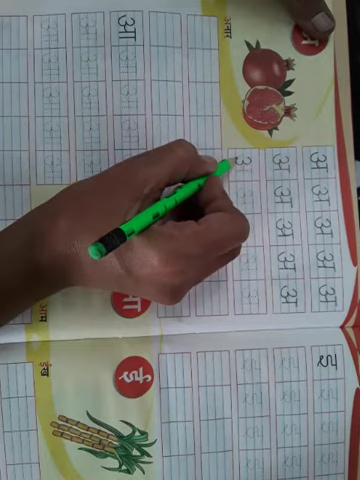 अनार
अ अ अ अ अ
अ अ अ अ अ
आ
आ आ आ आ
आ आ आ आ आ
आ आ आ आ आ
आ
आम
इ
इ इ इ
इ इ इ इ
ई
ईख